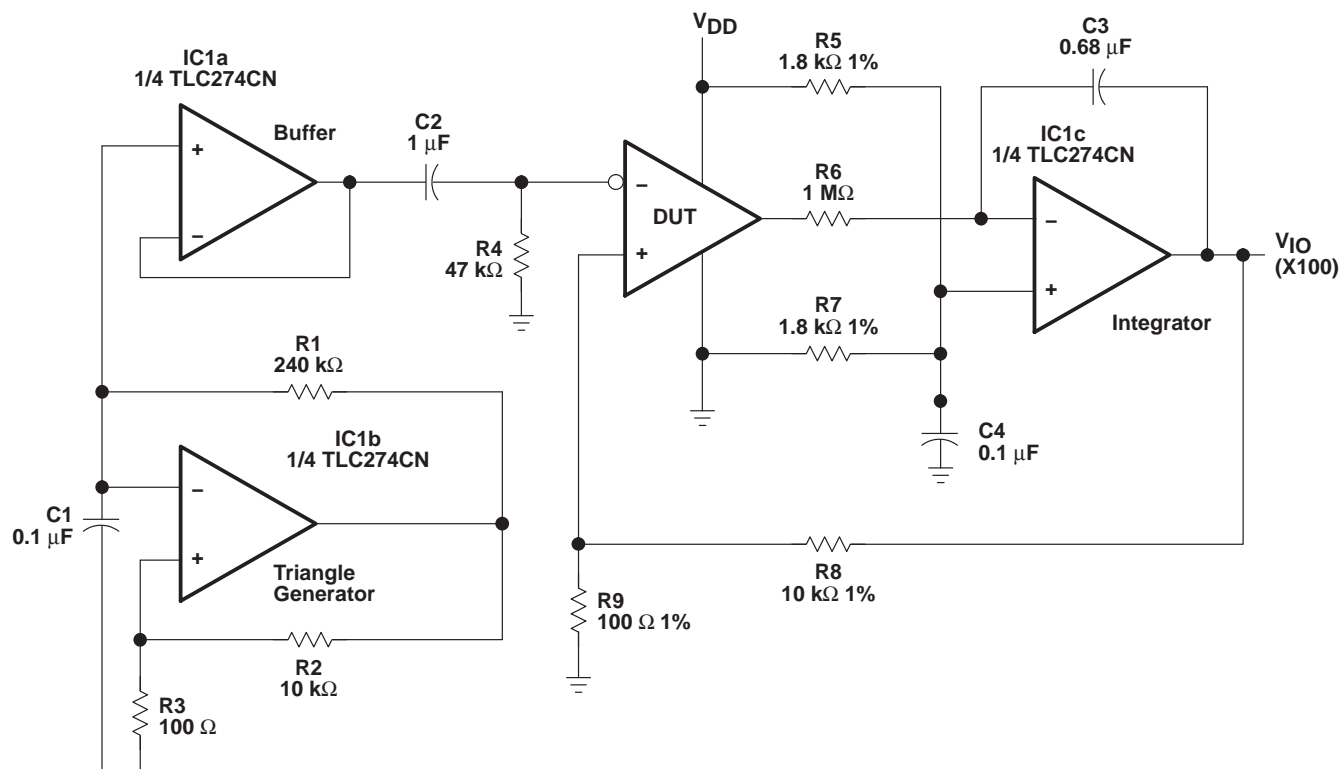 IC1a
1/4 TLC274CN
+
−
Buffer
C2
1 μF
R4
47 kΩ
VDD
−
DUT
+
R5
1.8 kΩ 1%
R6
1 MΩ
R7
1.8 kΩ 1%
C3
0.68 μF
IC1c
1/4 TLC274CN
−
+
Integrator
VIO
(X100)
C4
0.1 μF
R1
240 kΩ
IC1b
1/4 TLC274CN
−
+
Triangle
Generator
C1
0.1 μF
R2
10 kΩ
R3
100 Ω
R8
10 kΩ 1%
R9
100 Ω 1%